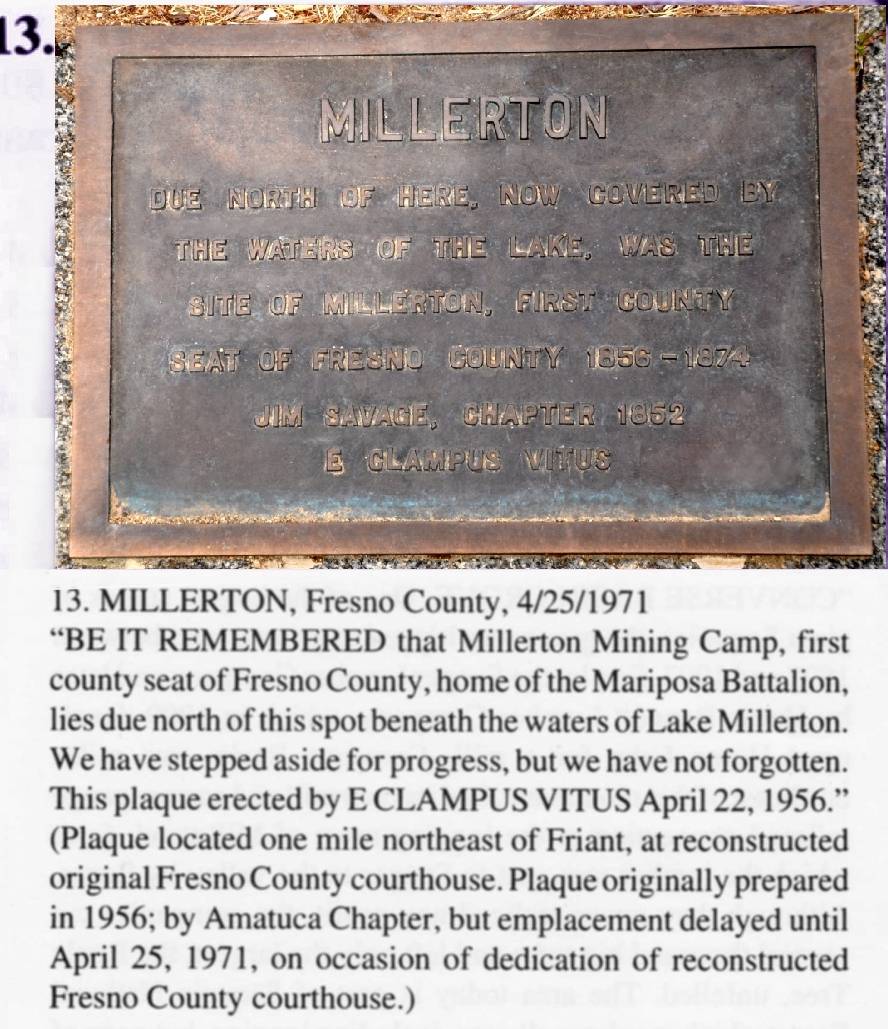 13.
MILLERTON
DUE NORTH OF HERE, NOW COVERED BY
THE WATERS OF THE LAKE, WAS THE
SITE OF MILLERTON, FIRST COUNTY
SEAT OF FRESNO COUNTY 1856-1874
JIM SAVAGE, CHAPTER 1852
E CLAMPUS VITUS
13. MILLERTON, Fresno County, 4/25/1971
“BE IT REMEMBERED that Millerton Mining Camp, first
county seat of Fresno County, home of the Mariposa Battalion,
lies due north of this spot beneath the waters of Lake Millerton.
We have stepped aside for progress, but we have not forgotten.
This plaque erected by E CLAMPUS VITUS April 22, 1956.”
(Plaque located one mile northeast of Friant, at reconstructed
original Fresno County courthouse. Plaque originally prepared
in 1956; by Amatuca Chapter, but emplacement delayed until
April 25, 1971, on occasion of dedication of reconstructed
Fresno County courthouse.)